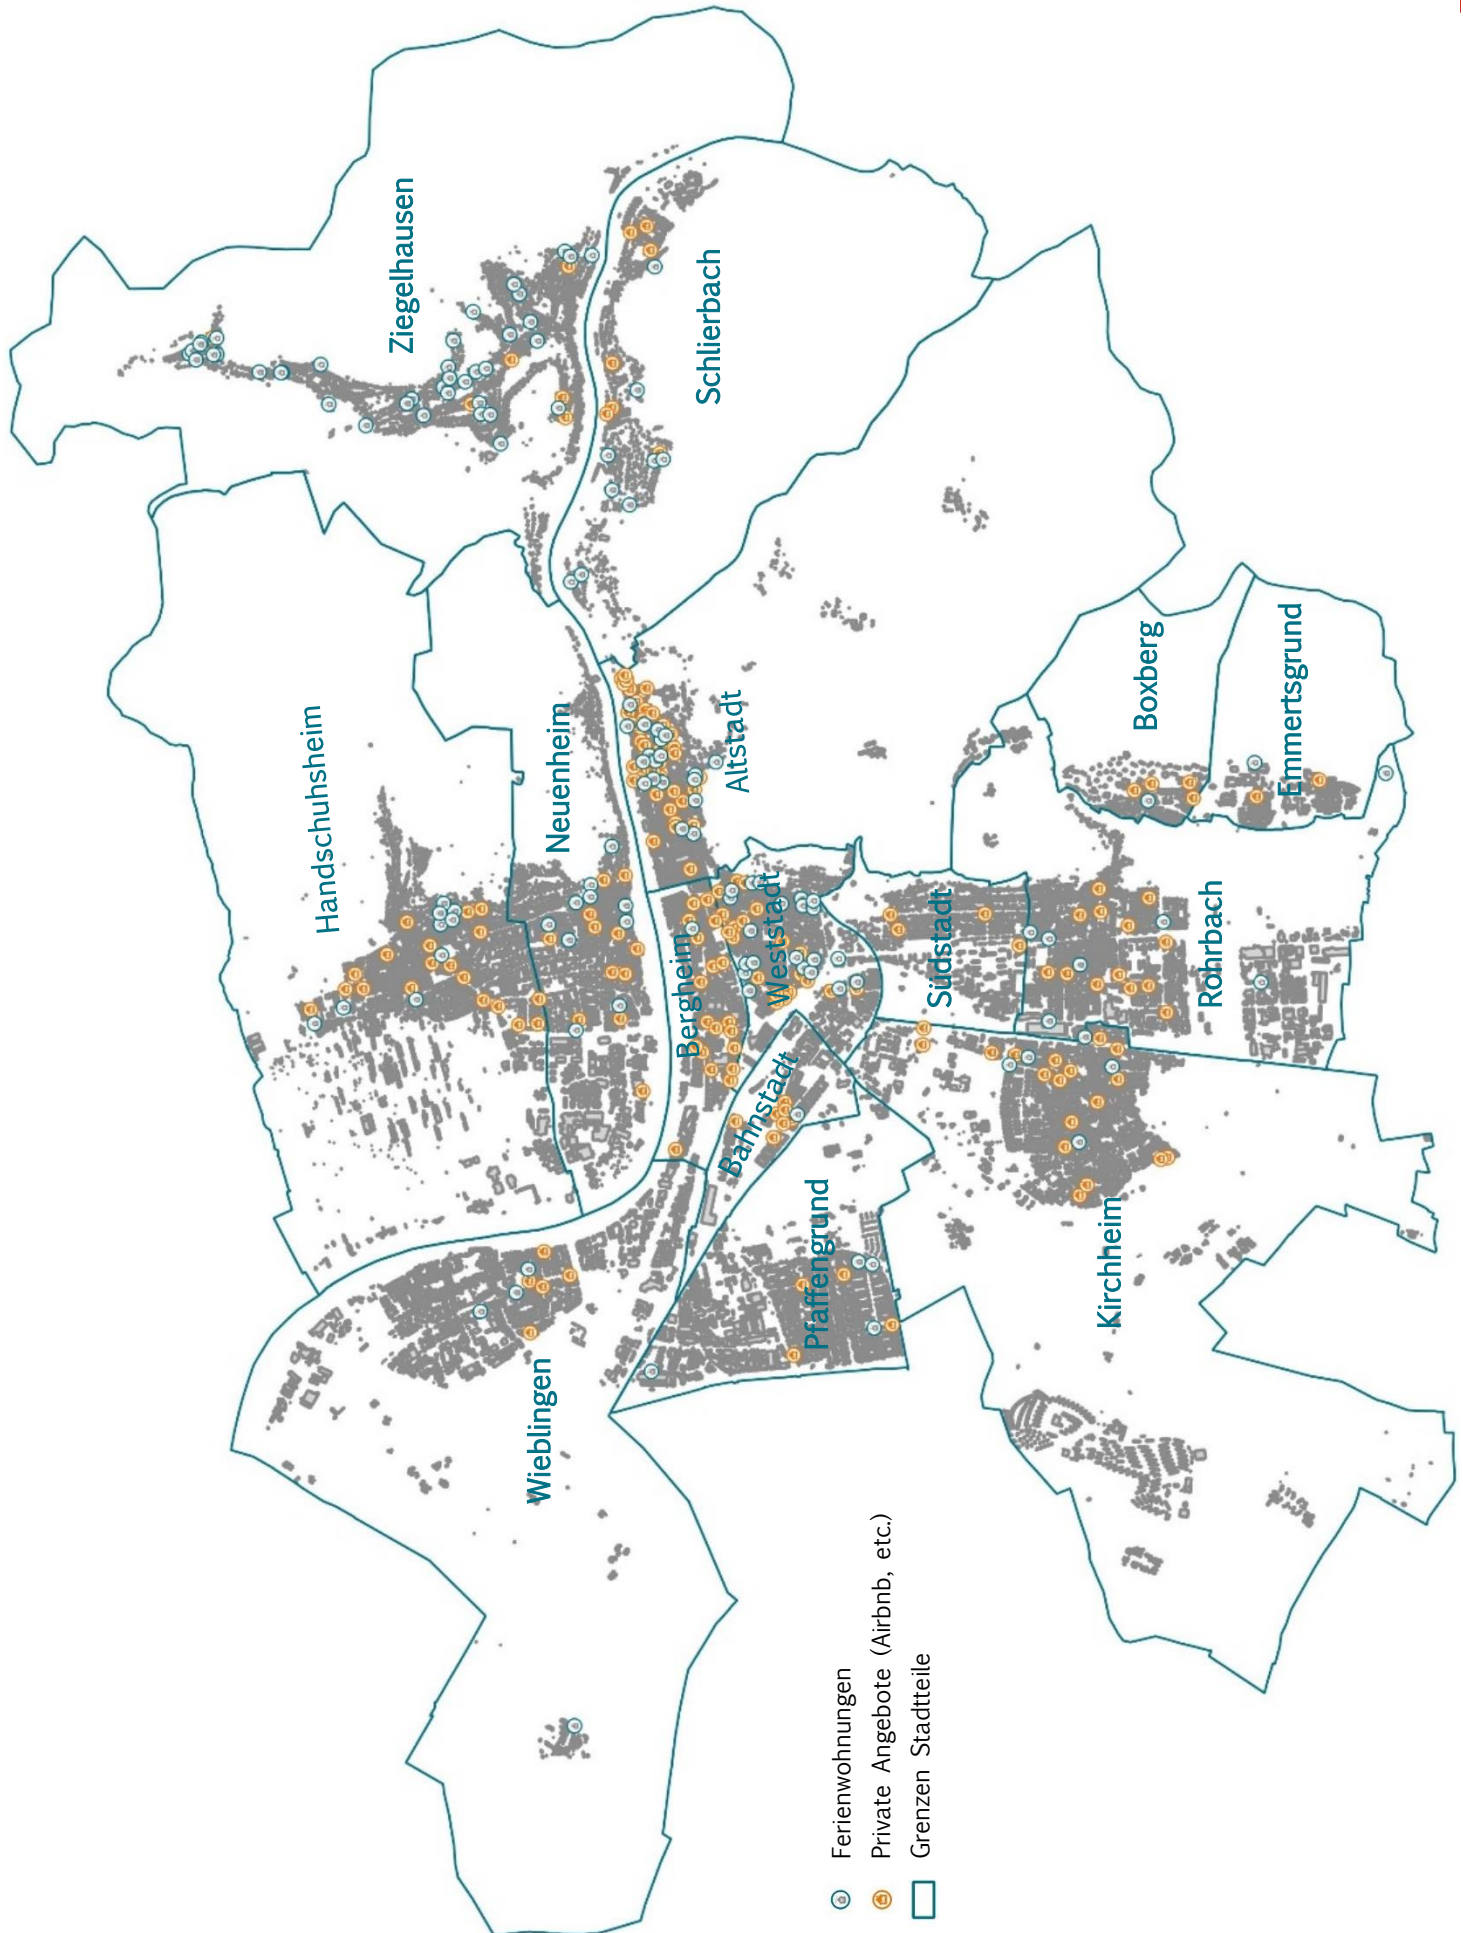 Ziegelhausen
Schlierbach
Handschuhsheim
Neuenheim
Altstadt
Boxberg
Emmertsgrund
Bergheim
Weststadt
Südstadt
Rohrbach
Bahnstadt
Pfaffengrund
Kirchheim
Wieblingen
Ferienwohnungen
Private Angebote (Airbnb, etc.)
Grenzen Stadtteile